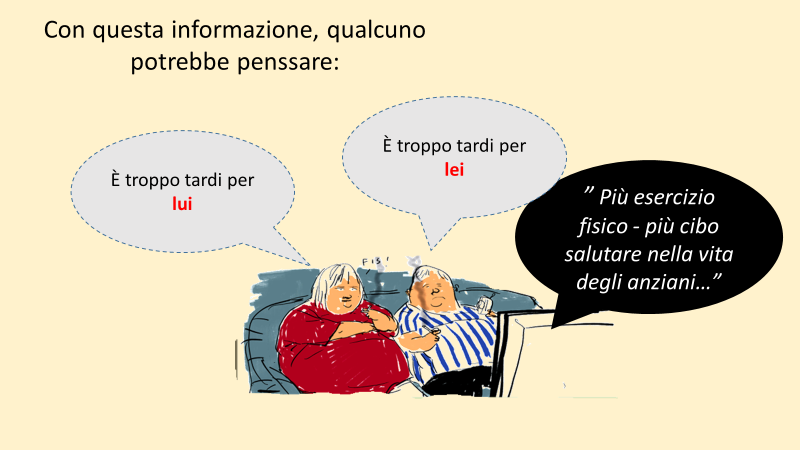 Con questa informazione, qualcuno
potrebbe penssare:
È troppo tardi per
lui
È troppo tardi per
lei
” Più esercizio
fisico - più cibo
salutare nella vita
degli anziani…”